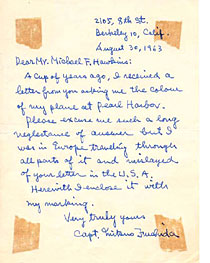 2105, 8th St.
Berkeley 10, Calif.
August 30, 1963
Dear Mr. Michael F. Hawkins:
A cup of years ago, I received a
letter from you asking me the colour
of my plane at Pearl Harbor.
Please excuse me such a long
neglectance of answer but I
was in Europe traveling through
all parts of it and mislayed
of your letter in the U.S.A.
Herewith I enclose it with
my marking.
Very truly yours
Capt. Mitsuo Fuchida